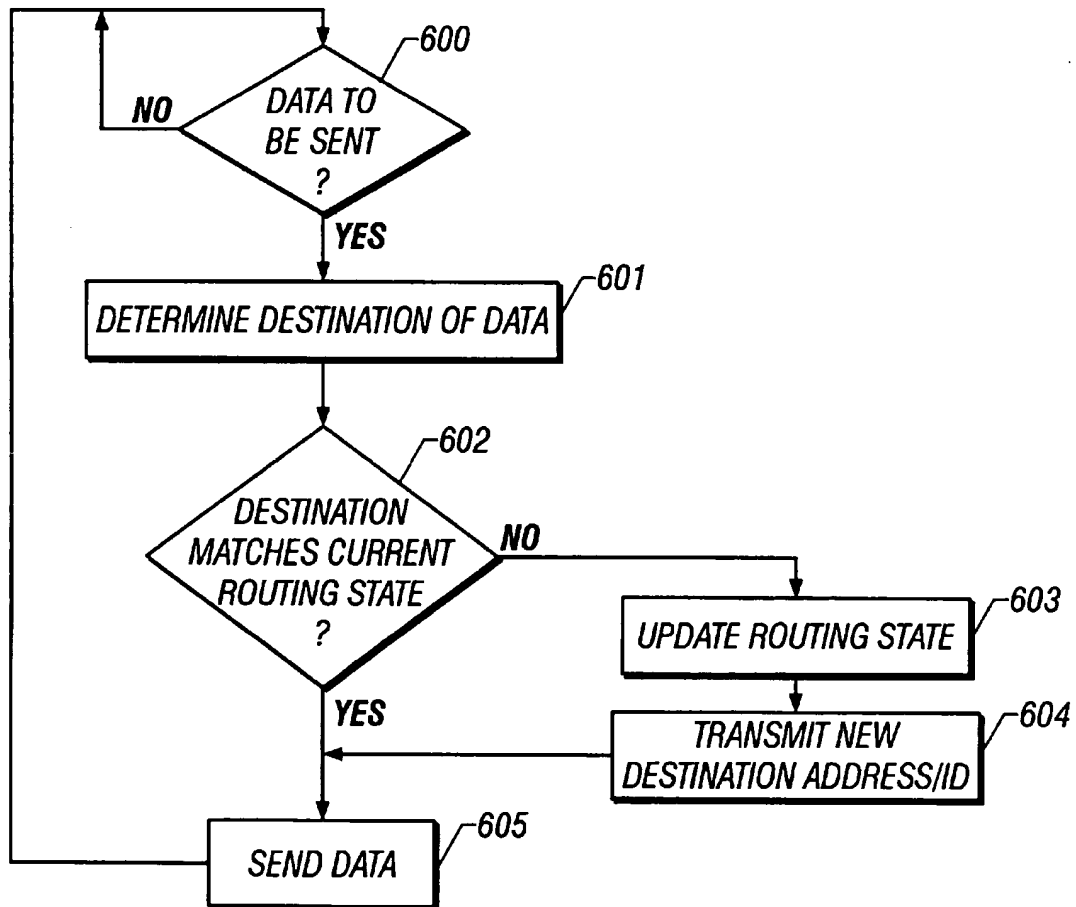 600
DATA TO
BE SENT
?
NO
YES
601
DETERMINE DESTINATION OF DATA
602
DESTINATION
MATCHES CURRENT
ROUTING STATE
?
NO
603
UPDATE ROUTING STATE
YES
604
TRANSMIT NEW
DESTINATION ADDRESS/ID
605
SEND DATA